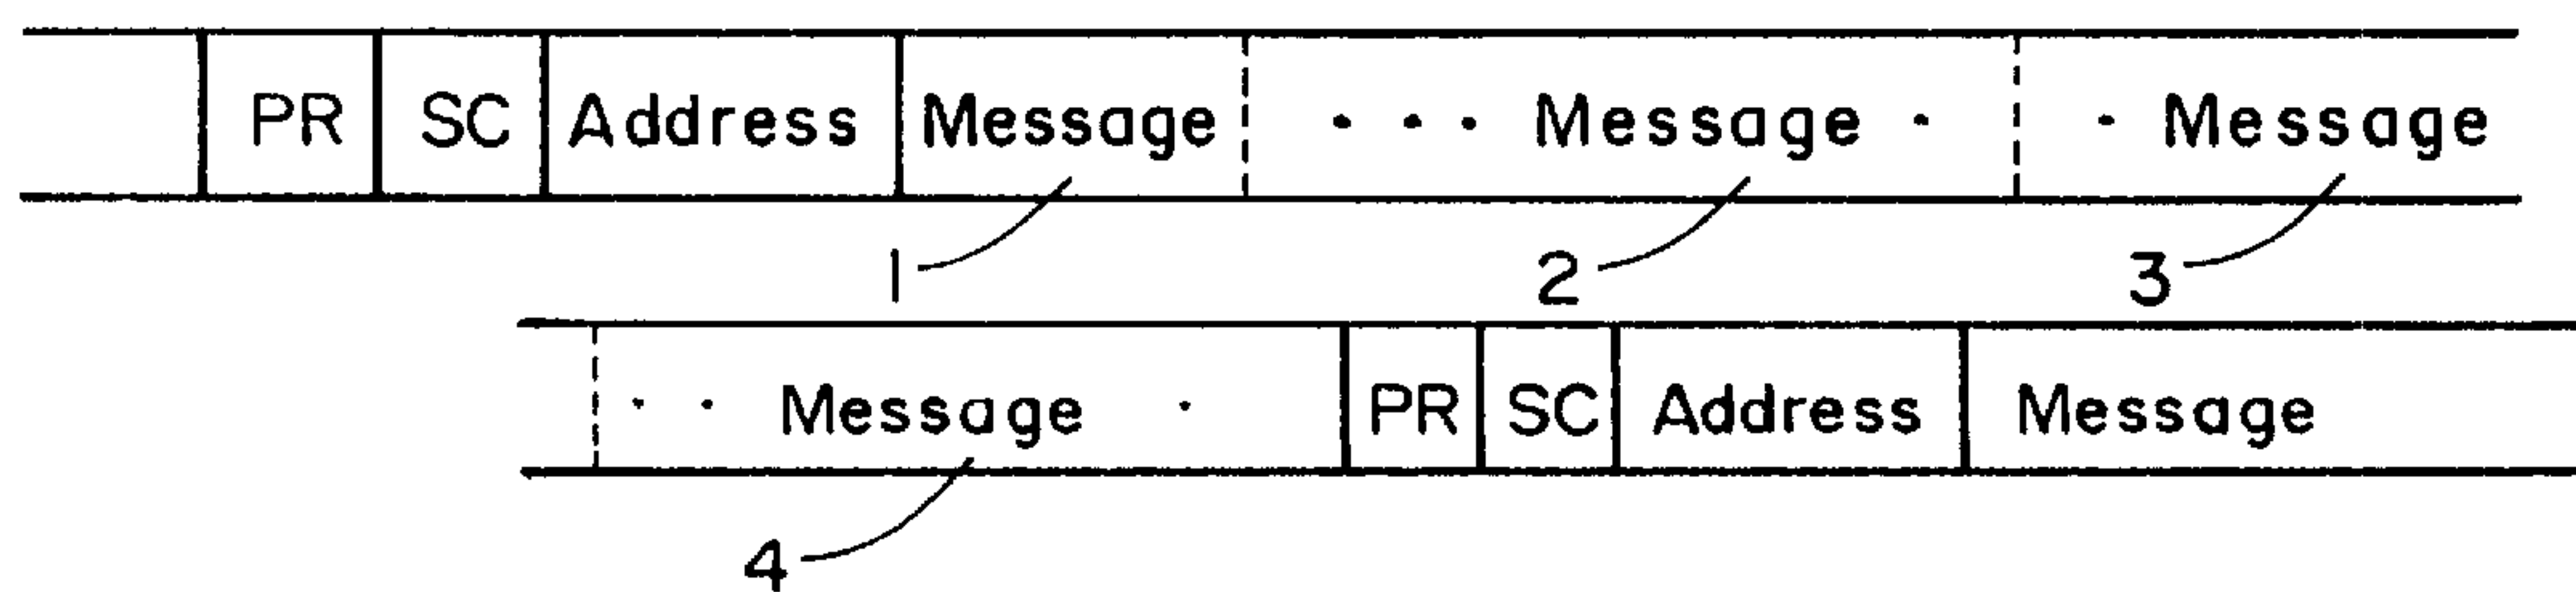 PR SC Address Message ... Message . . Message
1 2 3
. . Message . PR SC Address Message
4